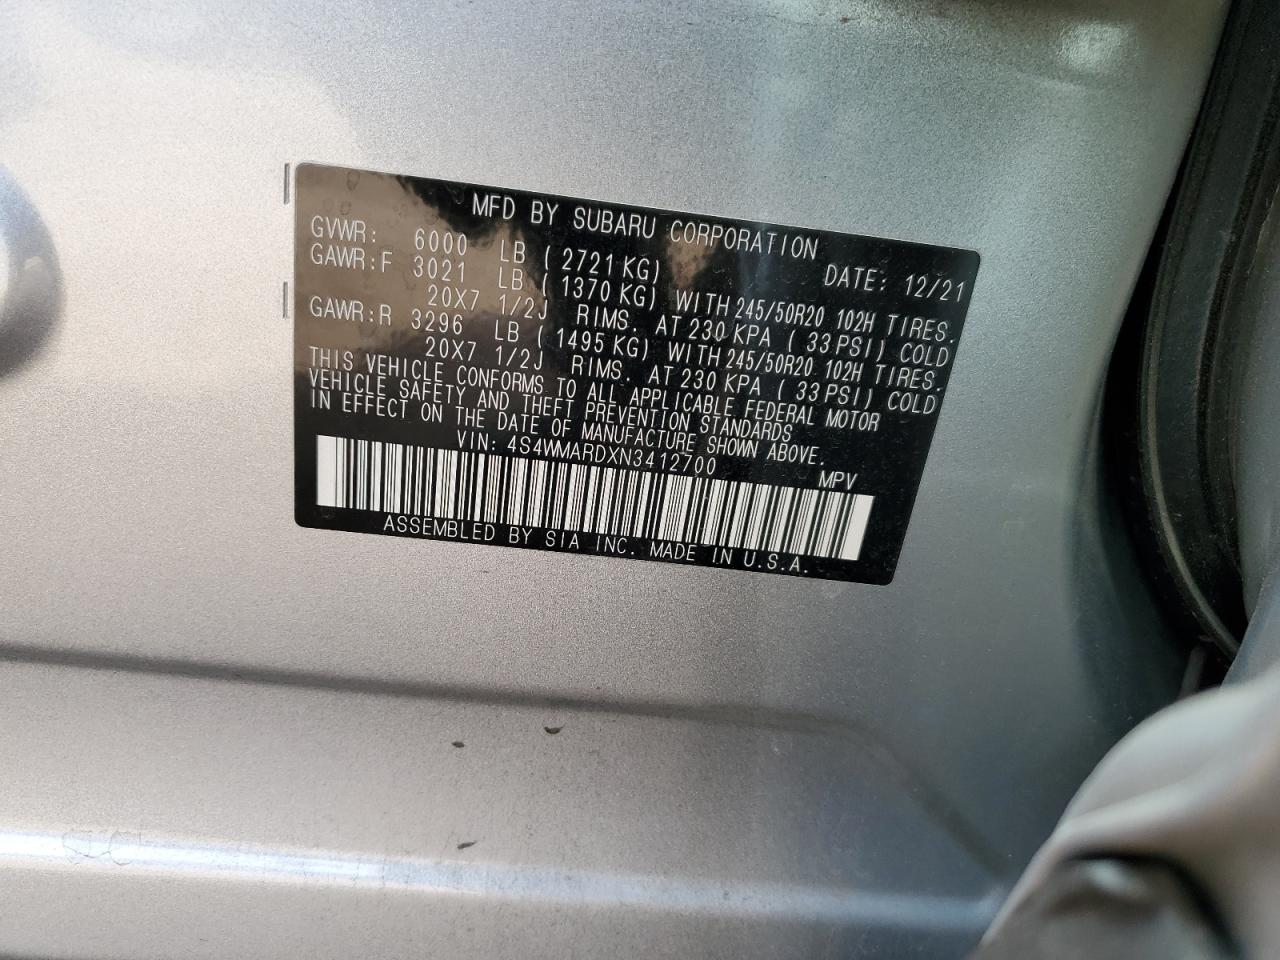 MFD BY SUBARU CORPORATION
GVWR: 6000 LB ( 2721 KG) DATE: 12/21
GAWR:F 3021 LB ( 1370 KG) WITH 245/50R20 102H TIRES.
20X7 1/2J RIMS. AT 230 KPA ( 33 PSI) COLD
GAWR:R 3296 LB ( 1495 KG) WITH 245/50R20 102H TIRES.
20X7 1/2J RIMS. AT 230 KPA ( 33 PSI) COLD
THIS VEHICLE CONFORMS TO ALL APPLICABLE FEDERAL MOTOR
VEHICLE SAFETY AND THEFT PREVENTION STANDARDS
IN EFFECT ON THE DATE OF MANUFACTURE SHOWN ABOVE.
VIN: 4S4WMARDXN3412700 MPV
ASSEMBLED BY SIA INC. MADE IN U.S.A.